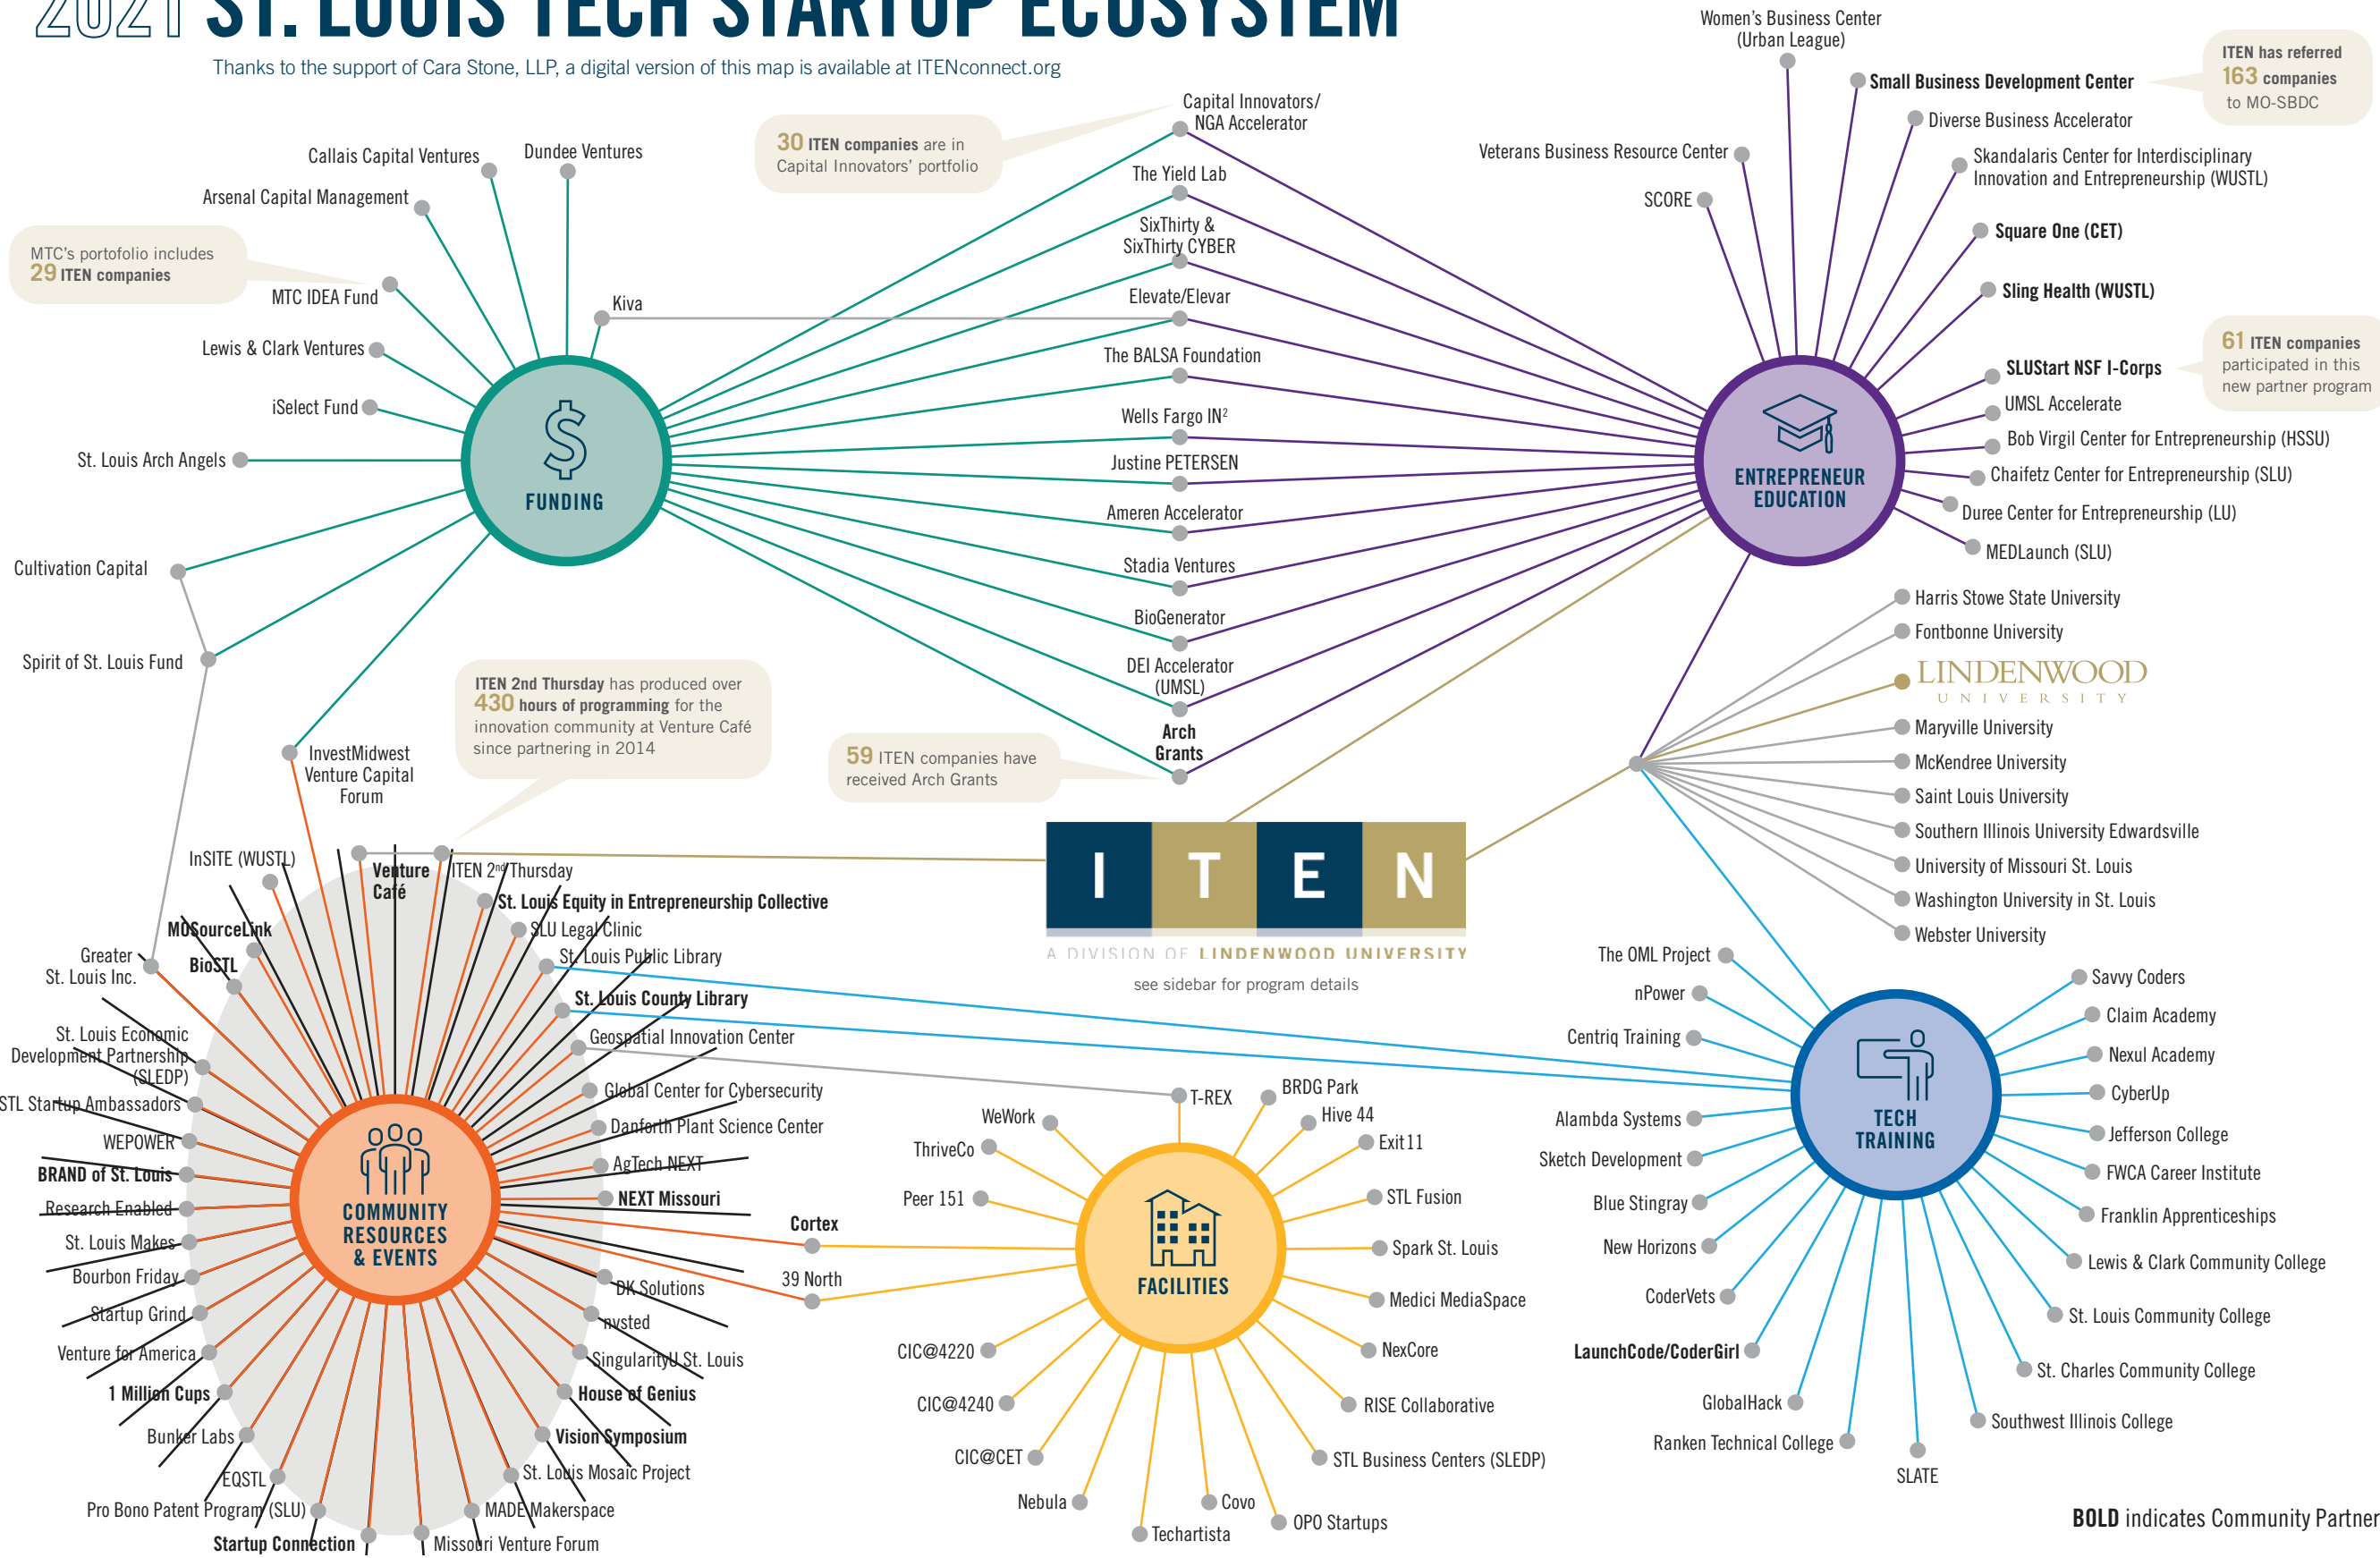 2021 ST. LOUIS TECH STARTUP ECOSYSTEM
Thanks to the support of Cara Stone, LLP, a digital version of this map is available at ITENconnect.org
Callais Capital Ventures
Dundee Ventures
Arsenal Capital Management
MTC's portofolio includes
29 ITEN companies
MTC IDEA Fund
Kiva
Lewis & Clark Ventures
iSelect Fund
St. Louis Arch Angels
FUNDING
Cultivation Capital
Spirit of St. Louis Fund
InvestMidwest
Venture Capital
Forum
30 ITEN companies are in
Capital Innovators' portfolio
Capital Innovators/
NGA Accelerator
The Yield Lab
SixThirty &
SixThirty CYBER
Elevate/Elevar
The BALSA Foundation
Wells Fargo IN²
Justine PETERSEN
Ameren Accelerator
Stadia Ventures
BioGenerator
DEI Accelerator
(UMSL)
Arch
Grants
59 ITEN companies have
received Arch Grants
ITEN 2nd Thursday has produced over
430 hours of programming for the
innovation community at Venture Café
since partnering in 2014
Women's Business Center
(Urban League)
Small Business Development Center
ITEN has referred
163 companies
to MO-SBDC
Diverse Business Accelerator
Veterans Business Resource Center
Skandalaris Center for Interdisciplinary
Innovation and Entrepreneurship (WUSTL)
SCORE
Square One (CET)
Sling Health (WUSTL)
SLUStart NSF I-Corps
61 ITEN companies
participated in this
new partner program
UMSL Accelerate
Bob Virgil Center for Entrepreneurship (HSSU)
Chaifetz Center for Entrepreneurship (SLU)
Duree Center for Entrepreneurship (LU)
MEDLaunch (SLU)
ENTREPRENEUR
EDUCATION
Harris Stowe State University
Fontbonne University
LINDENWOOD
UNIVERSITY
Maryville University
McKendree University
Saint Louis University
Southern Illinois University Edwardsville
University of Missouri St. Louis
Washington University in St. Louis
Webster University
ITEN
A DIVISION OF LINDENWOOD UNIVERSITY
see sidebar for program details
InSITE (WUSTL)
Venture
Café
ITEN 2nd Thursday
St. Louis Equity in Entrepreneurship Collective
MOSourceLink
SLU Legal Clinic
BioSTL
St. Louis Public Library
Greater
St. Louis Inc.
St. Louis County Library
St. Louis Economic
Development Partnership
(SLEDP)
Geospatial Innovation Center
STL Startup Ambassadors
Global Center for Cybersecurity
WEPOWER
Danforth Plant Science Center
BRAND of St. Louis
AgTech NEXT
Research Enabled
NEXT Missouri
St. Louis Makes
Bourbon Friday
Startup Grind
Venture for America
1 Million Cups
Bunker Labs
EQSTL
Pro Bono Patent Program (SLU)
Startup Connection
Missouri Venture Forum
MADE Makerspace
St. Louis Mosaic Project
Vision Symposium
House of Genius
SingularityU St. Louis
nvsted
DK Solutions
COMMUNITY
RESOURCES
& EVENTS
Cortex
39 North
T-REX
BRDG Park
Hive 44
Exit11
STL Fusion
Spark St. Louis
Medici MediaSpace
NexCore
RISE Collaborative
STL Business Centers (SLEDP)
OPO Startups
Covo
Techartista
Nebula
CIC@CET
CIC@4240
CIC@4220
Peer 151
ThriveCo
WeWork
FACILITIES
The OML Project
nPower
Centriq Training
Alambda Systems
Sketch Development
Blue Stingray
New Horizons
CoderVets
LaunchCode/CoderGirl
GlobalHack
Ranken Technical College
SLATE
Southwest Illinois College
St. Charles Community College
St. Louis Community College
Lewis & Clark Community College
Franklin Apprenticeships
FWCA Career Institute
Jefferson College
CyberUp
Nexul Academy
Claim Academy
Savvy Coders
TECH
TRAINING
BOLD indicates Community Partner